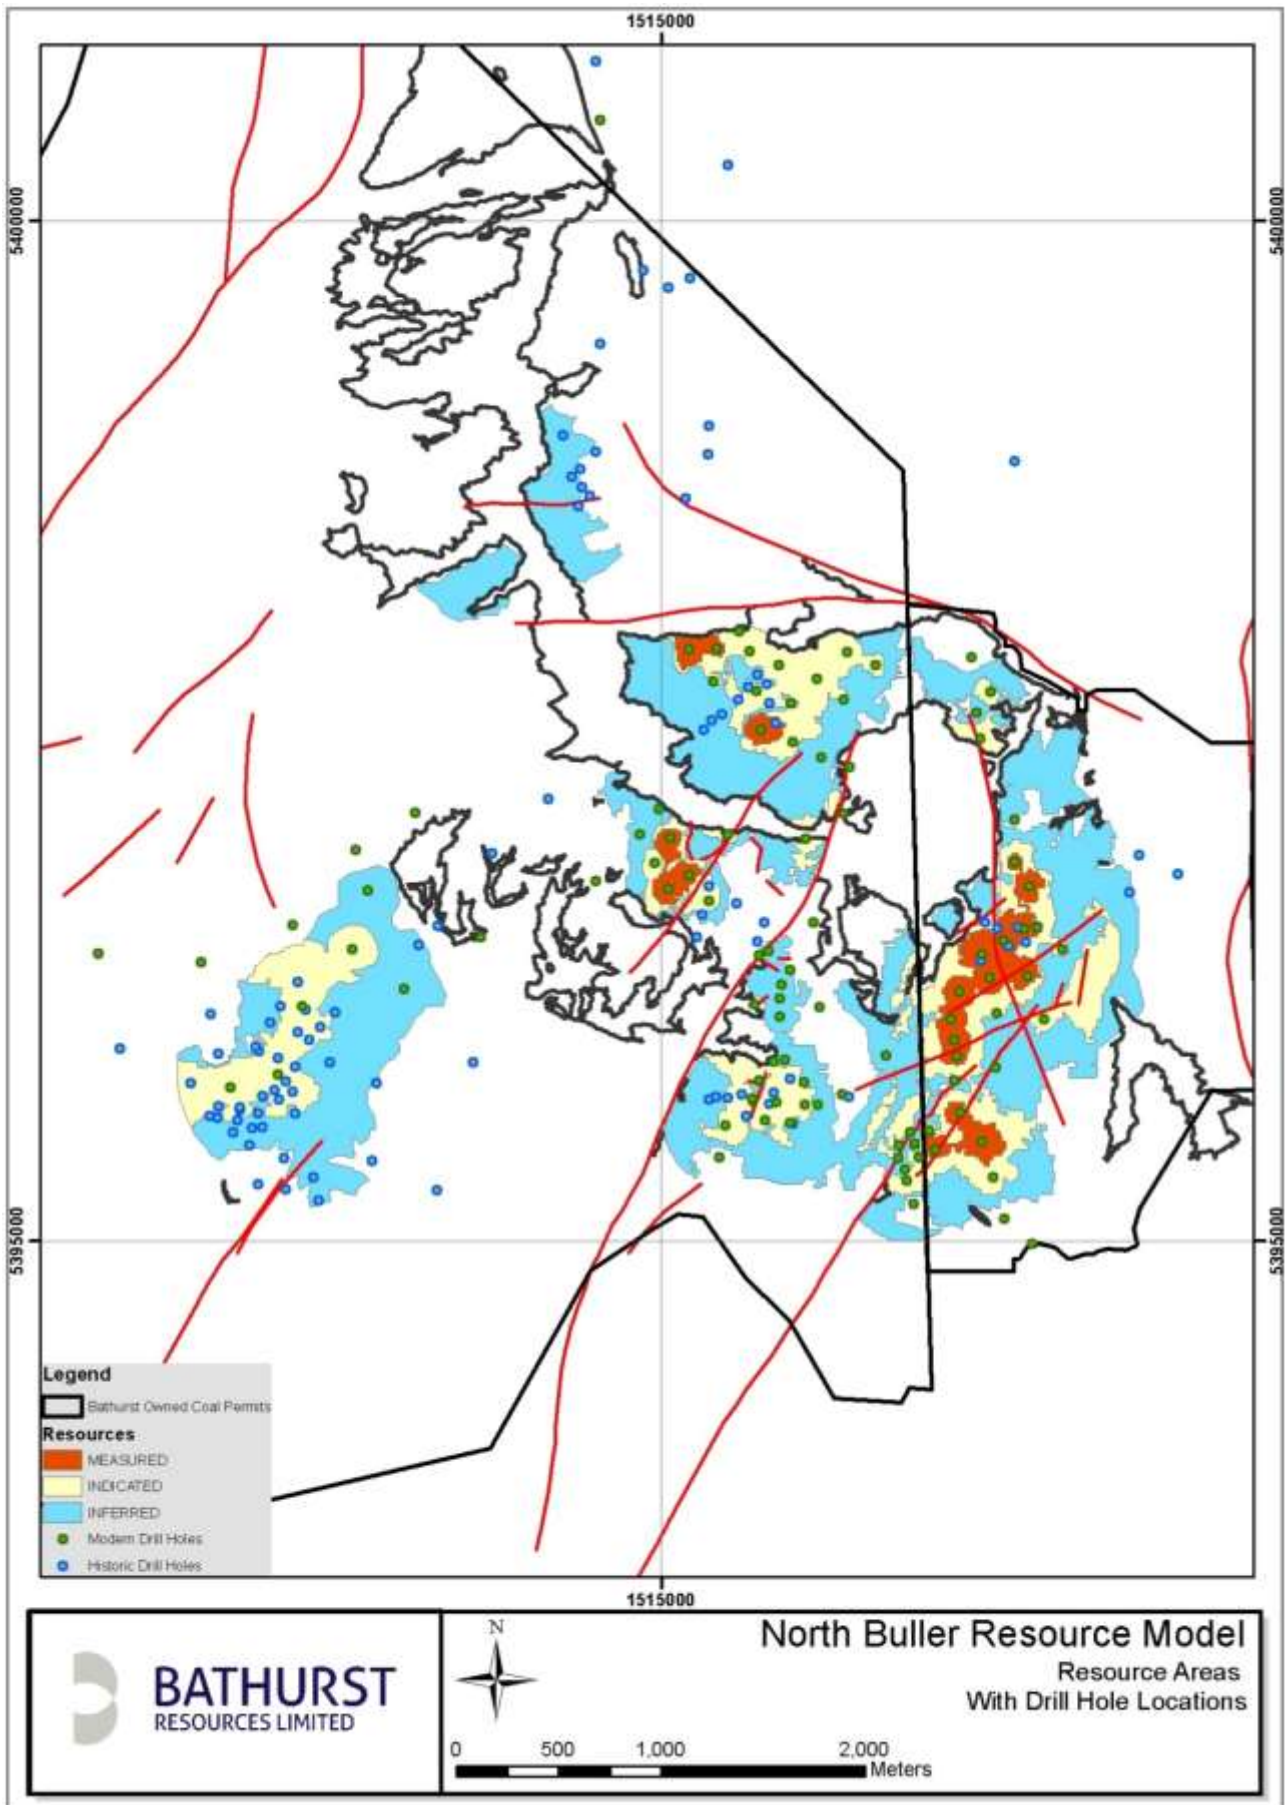 1515000
5400000
5400000
5395000
5395000
Legend
Bathurst Owned Coal Permits
Resources
MEASURED
INDICATED
INFERRED
Modern Drill Holes
Historic Drill Holes
1515000
BATHURST
RESOURCES LIMITED
N
0 500 1,000 2,000
Meters
North Buller Resource Model
Resource Areas
With Drill Hole Locations